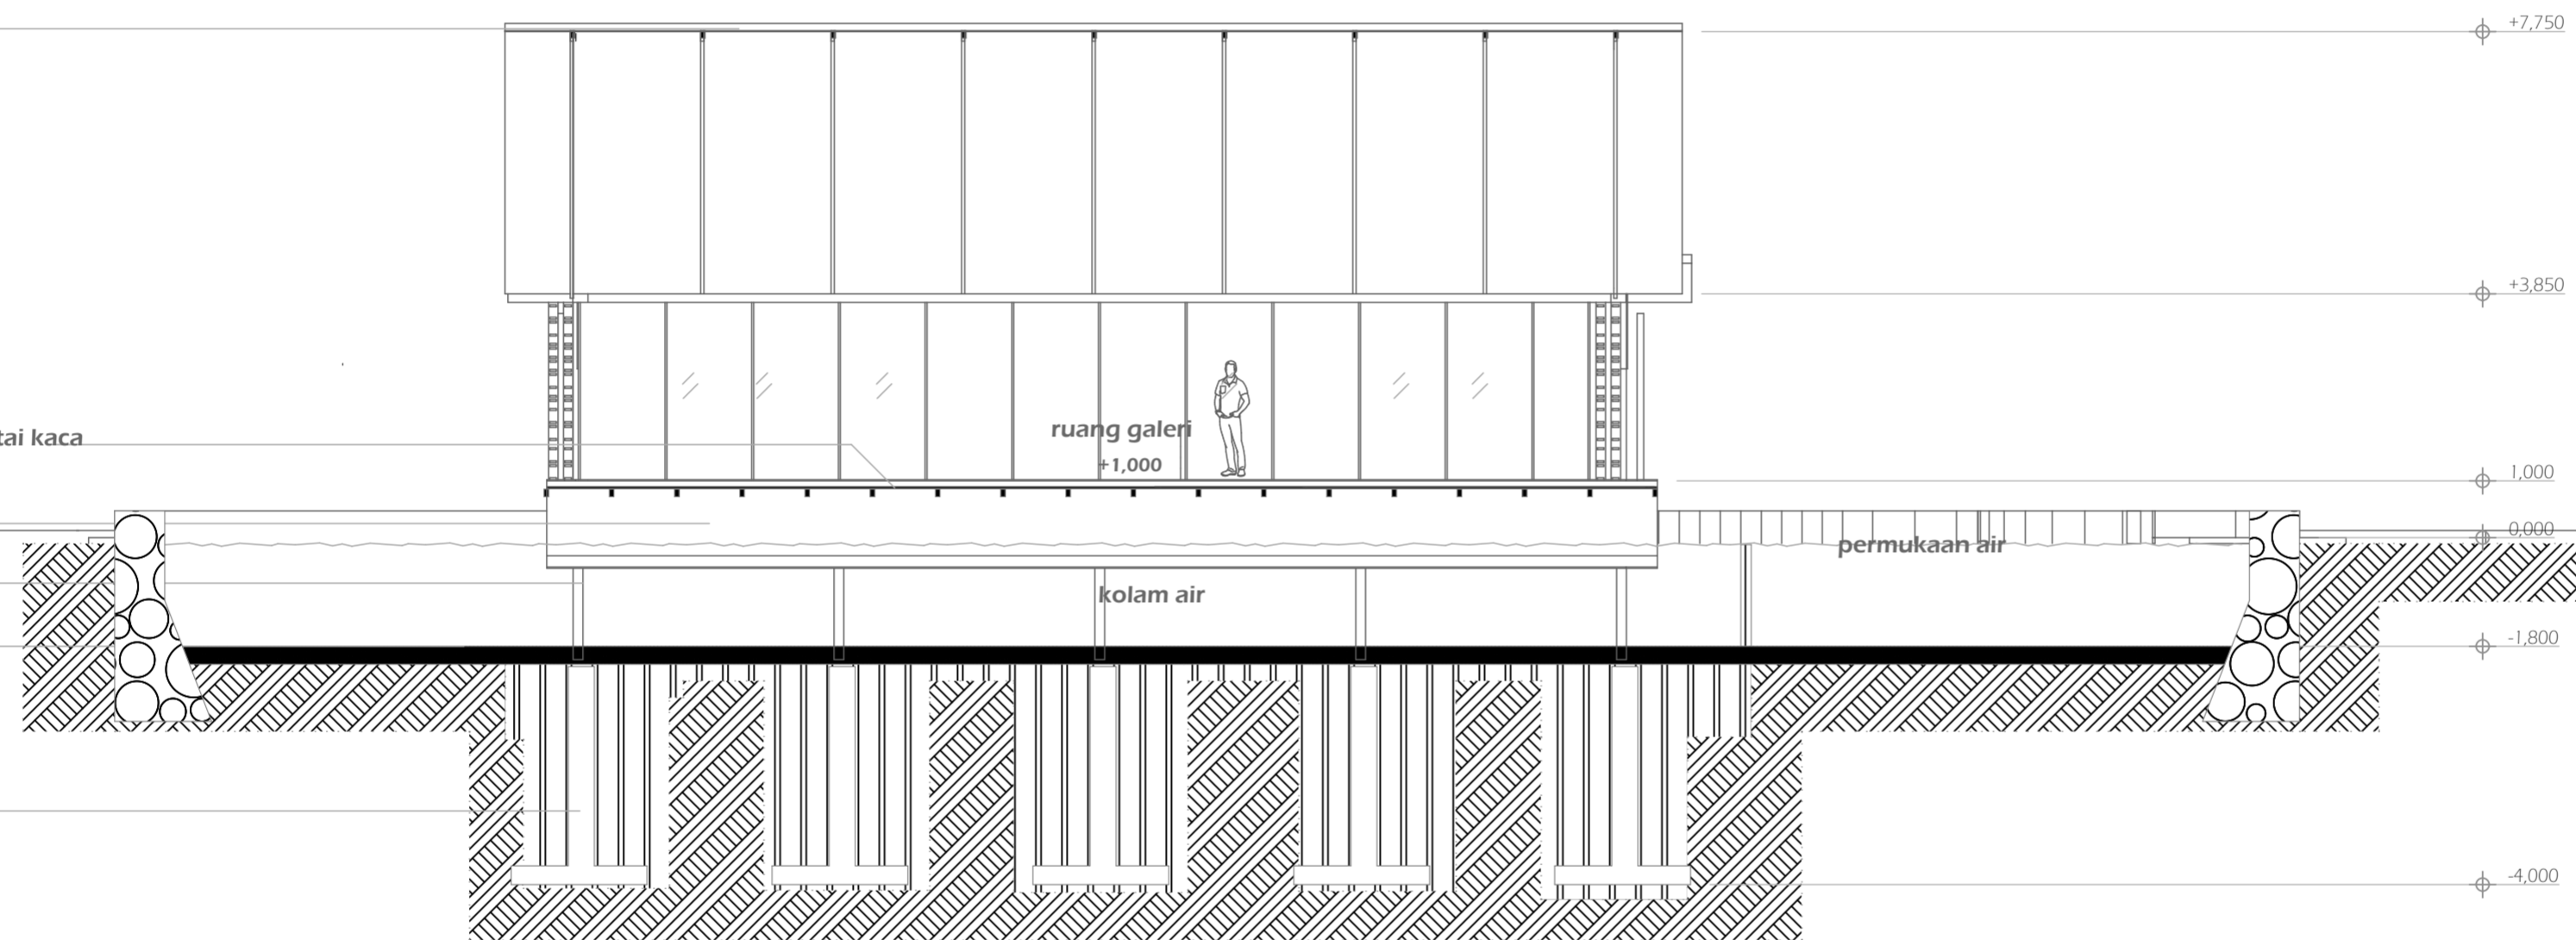 +7,750
+3,850
tai kaca
ruang galeri
+1,000
1,000
0,000
permukaan air
kolam air
-1,800
-4,000